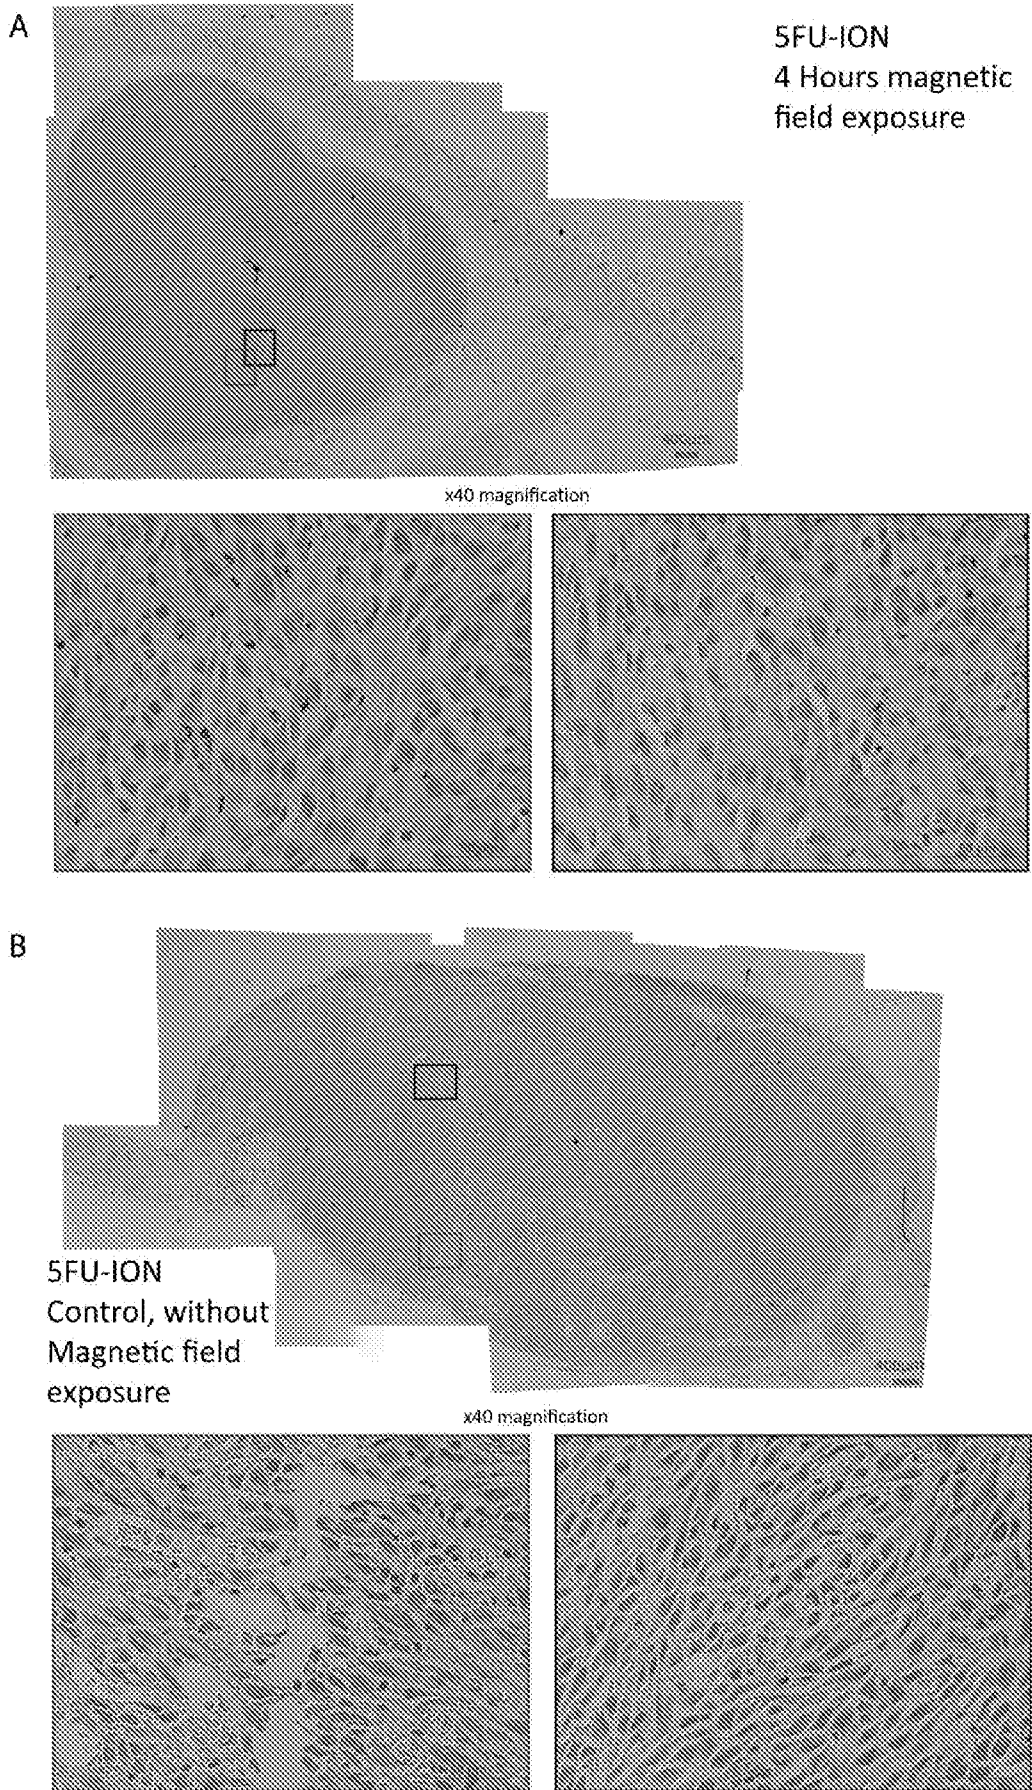 A
5FU-ION
4 Hours magnetic
field exposure
x40 magnification
B
5FU-ION
Control, without
Magnetic field
exposure
x40 magnification